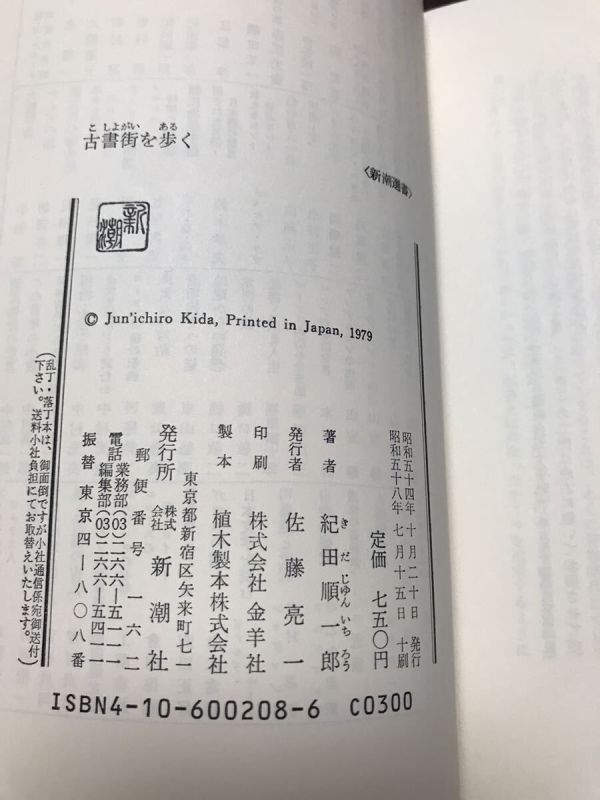 こしよがい ある
古書街を歩く
〈新潮選書〉
新潮
© Jun'ichiro Kida, Printed in Japan, 1979
昭和五十四年 十月二十日 発行
昭和五十八年 七月十五日 十刷
定価 七五〇円
著者 紀田順一郎
きだじゆんいちろう
発行者 佐藤亮一
印刷 株式会社 金羊社
製本 植木製本株式会社
東京都新宿区矢来町七一
発行所 株式会社 新潮社
郵便番号 一六二
電話業務部(03)二六六―五一一一
編集部(03)二六六―五四一一
振替 東京四―八〇八番
(乱丁・落丁本は、御面倒ですが小社通信係宛御送付
下さい。送料小社負担にてお取替えいたします。)
ISBN4-10-600208-6 C0300